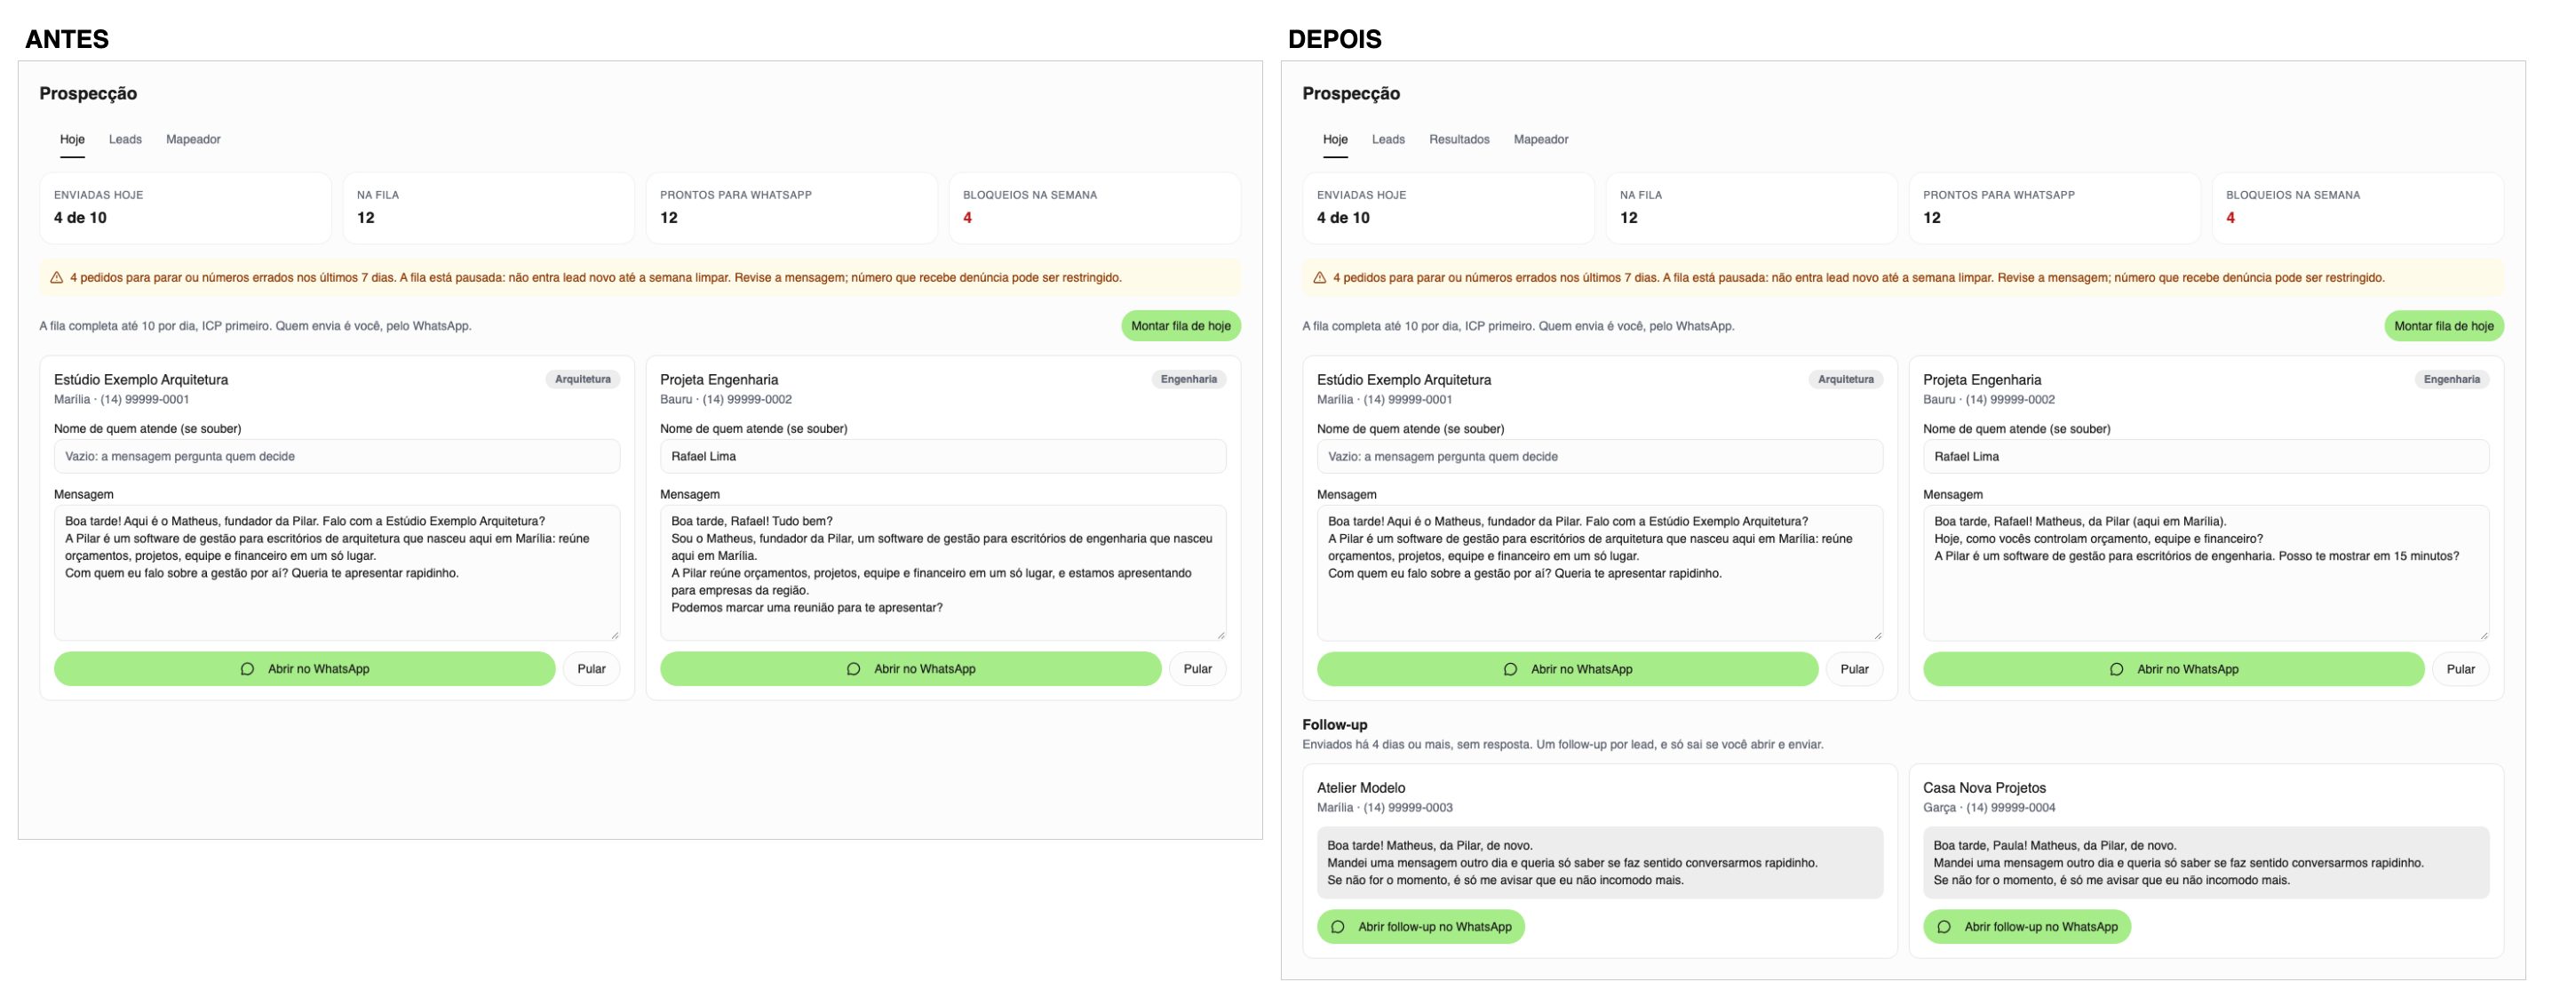 ANTES
Prospecção
Hoje
Leads
Mapeador
ENVIADAS HOJE
4 de 10
NA FILA
12
PRONTOS PARA WHATSAPP
12
BLOQUEIOS NA SEMANA
4
4 pedidos para parar ou números errados nos últimos 7 dias. A fila está pausada: não entra lead novo até a semana limpar. Revise a mensagem; número que recebe denúncia pode ser restringido.
A fila completa até 10 por dia, ICP primeiro. Quem envia é você, pelo WhatsApp.
Montar fila de hoje
Estúdio Exemplo Arquitetura
Arquitetura
Marília · (14) 99999-0001
Nome de quem atende (se souber)
Vazio: a mensagem pergunta quem decide
Mensagem
Boa tarde! Aqui é o Matheus, fundador da Pilar. Falo com a Estúdio Exemplo Arquitetura?
A Pilar é um software de gestão para escritórios de arquitetura que nasceu aqui em Marília: reúne
orçamentos, projetos, equipe e financeiro em um só lugar.
Com quem eu falo sobre a gestão por aí? Queria te apresentar rapidinho.
Abrir no WhatsApp
Pular
Projeta Engenharia
Engenharia
Bauru · (14) 99999-0002
Nome de quem atende (se souber)
Rafael Lima
Mensagem
Boa tarde, Rafael! Tudo bem?
Sou o Matheus, fundador da Pilar, um software de gestão para escritórios de engenharia que nasceu
aqui em Marília.
A Pilar reúne orçamentos, projetos, equipe e financeiro em um só lugar, e estamos apresentando
para empresas da região.
Podemos marcar uma reunião para te apresentar?
Abrir no WhatsApp
Pular
DEPOIS
Prospecção
Hoje
Leads
Resultados
Mapeador
ENVIADAS HOJE
4 de 10
NA FILA
12
PRONTOS PARA WHATSAPP
12
BLOQUEIOS NA SEMANA
4
4 pedidos para parar ou números errados nos últimos 7 dias. A fila está pausada: não entra lead novo até a semana limpar. Revise a mensagem; número que recebe denúncia pode ser restringido.
A fila completa até 10 por dia, ICP primeiro. Quem envia é você, pelo WhatsApp.
Montar fila de hoje
Estúdio Exemplo Arquitetura
Arquitetura
Marília · (14) 99999-0001
Nome de quem atende (se souber)
Vazio: a mensagem pergunta quem decide
Mensagem
Boa tarde! Aqui é o Matheus, fundador da Pilar. Falo com a Estúdio Exemplo Arquitetura?
A Pilar é um software de gestão para escritórios de arquitetura que nasceu aqui em Marília: reúne
orçamentos, projetos, equipe e financeiro em um só lugar.
Com quem eu falo sobre a gestão por aí? Queria te apresentar rapidinho.
Abrir no WhatsApp
Pular
Projeta Engenharia
Engenharia
Bauru · (14) 99999-0002
Nome de quem atende (se souber)
Rafael Lima
Mensagem
Boa tarde, Rafael! Matheus, da Pilar (aqui em Marília).
Hoje, como vocês controlam orçamento, equipe e financeiro?
A Pilar é um software de gestão para escritórios de engenharia. Posso te mostrar em 15 minutos?
Abrir no WhatsApp
Pular
Follow-up
Enviados há 4 dias ou mais, sem resposta. Um follow-up por lead, e só sai se você abrir e enviar.
Atelier Modelo
Marília · (14) 99999-0003
Boa tarde! Matheus, da Pilar, de novo.
Mandei uma mensagem outro dia e queria só saber se faz sentido conversarmos rapidinho.
Se não for o momento, é só me avisar que eu não incomodo mais.
Abrir follow-up no WhatsApp
Casa Nova Projetos
Garça · (14) 99999-0004
Boa tarde, Paula! Matheus, da Pilar, de novo.
Mandei uma mensagem outro dia e queria só saber se faz sentido conversarmos rapidinho.
Se não for o momento, é só me avisar que eu não incomodo mais.
Abrir follow-up no WhatsApp